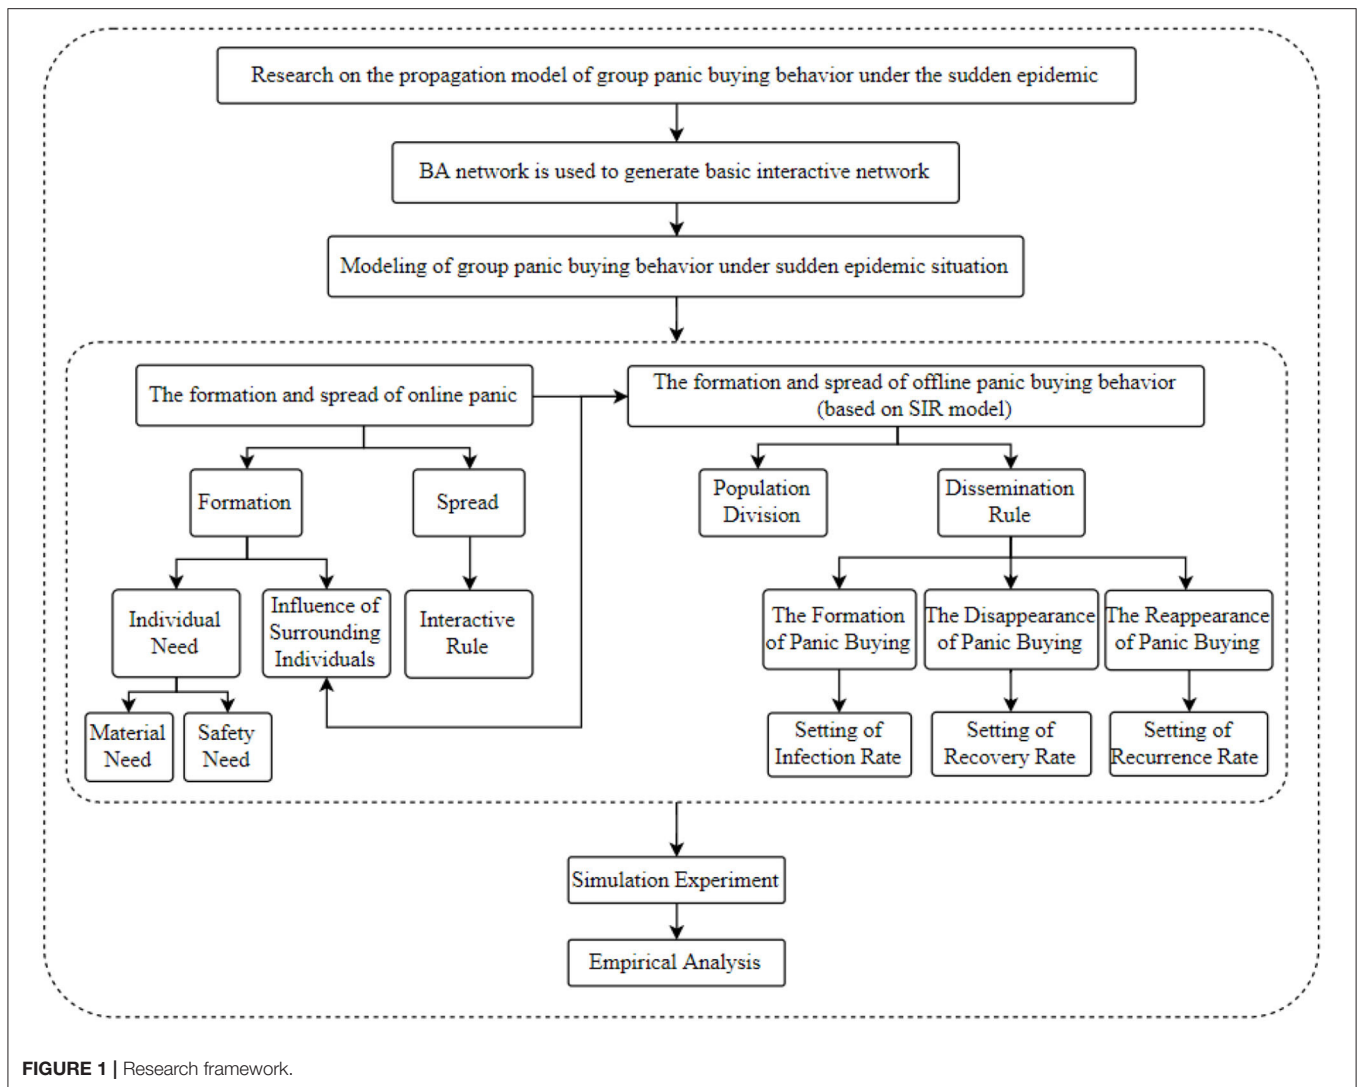 Research on the propagation model of group panic buying behavior under the sudden epidemic
BA network is used to generate basic interactive network
Modeling of group panic buying behavior under sudden epidemic situation
The formation and spread of online panic
The formation and spread of offline panic buying behavior
(based on SIR model)
Formation
Spread
Population
Division
Dissemination
Rule
Individual
Need
Influence of
Surrounding
Individuals
Interactive
Rule
The Formation
of Panic Buying
The Disappearance
of Panic Buying
The Reappearance
of Panic Buying
Material
Need
Safety
Need
Setting of
Infection Rate
Setting of
Recovery Rate
Setting of
Recurrence Rate
Simulation Experiment
Empirical Analysis
FIGURE 1 | Research framework.